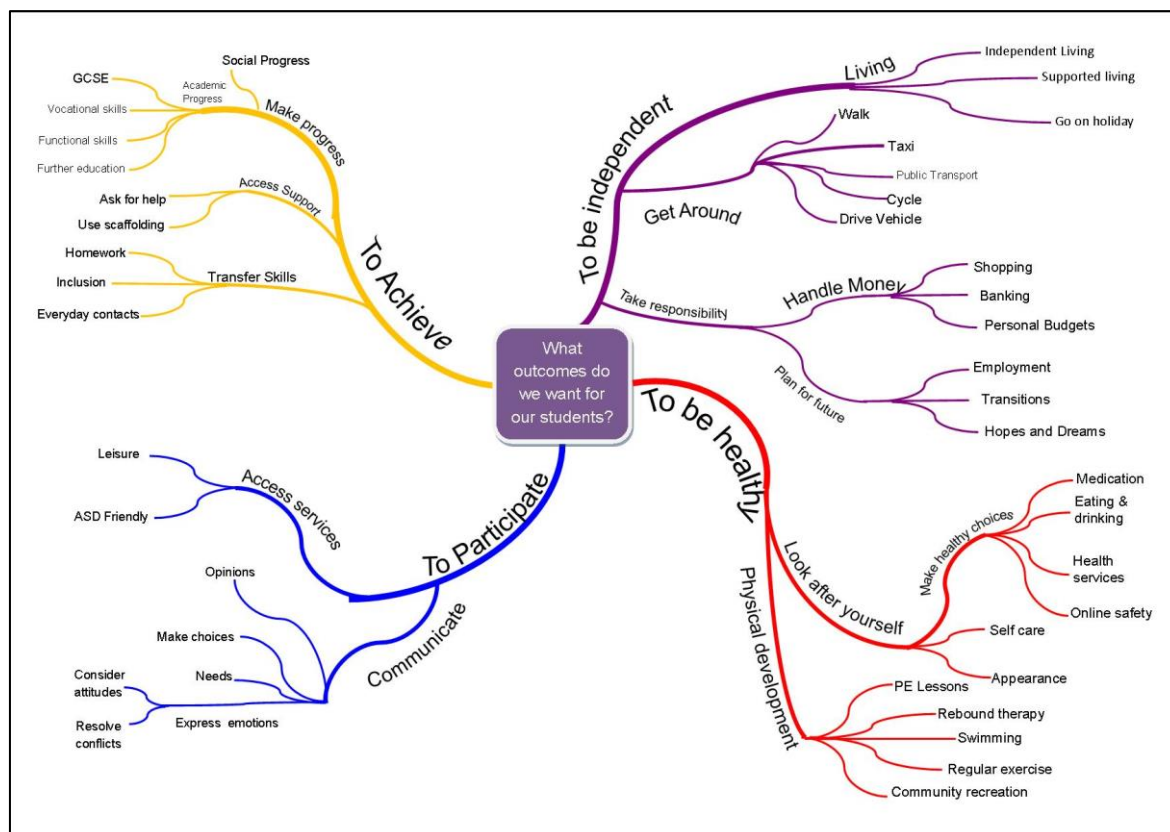 What
outcomes do
we want for
our students?
To Achieve
Make progress
Social Progress
Academic
Progress
GCSE
Vocational skills
Functional skills
Further education
Access Support
Ask for help
Use scaffolding
Transfer Skills
Homework
Inclusion
Everyday contacts
To be independent
Living
Independent Living
Supported living
Go on holiday
Get Around
Walk
Taxi
Public Transport
Cycle
Drive Vehicle
Take responsibility
Handle Money
Shopping
Banking
Personal Budgets
Plan for future
Employment
Transitions
Hopes and Dreams
To be healthy
Look after yourself
Make healthy choices
Medication
Eating &
drinking
Health
services
Online safety
Self care
Appearance
Physical development
PE Lessons
Rebound therapy
Swimming
Regular exercise
Community recreation
To Participate
Access services
Leisure
ASD Friendly
Communicate
Opinions
Make choices
Needs
Express emotions
Consider
attitudes
Resolve
conflicts